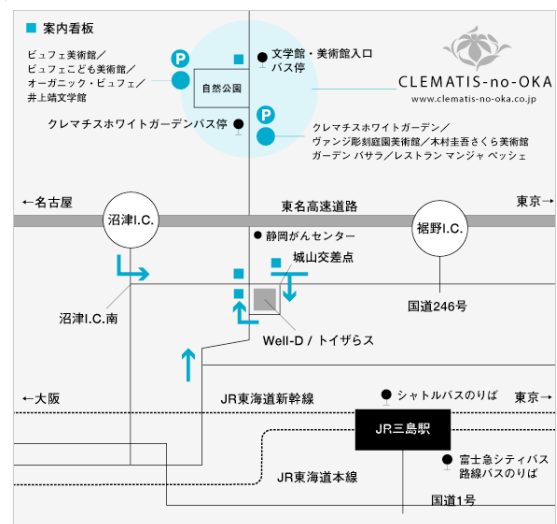 案内看板
ビュフェ美術館／
ビュフェこども美術館／
オーガニック・ビュフェ／
井上靖文学館
P
自然公園
文学館・美術館入口
バス停
CLEMATIS-no-OKA
www.clematis-no-oka.co.jp
クレマチスホワイトガーデンバス停
P
クレマチスホワイトガーデン／
ヴァンジ彫刻庭園美術館／木村圭吾さくら美術館
ガーデン バサラ／レストラン マンジャ ペッシェ
←名古屋
沼津I.C.
東名高速道路
裾野I.C.
東京→
静岡がんセンター
城山交差点
沼津I.C.南
国道246号
Well-D / トイザらス
←大阪
JR東海道新幹線
シャトルバスのりば
東京→
JR三島駅
JR東海道本線
富士急シティバス
路線バスのりば
国道1号